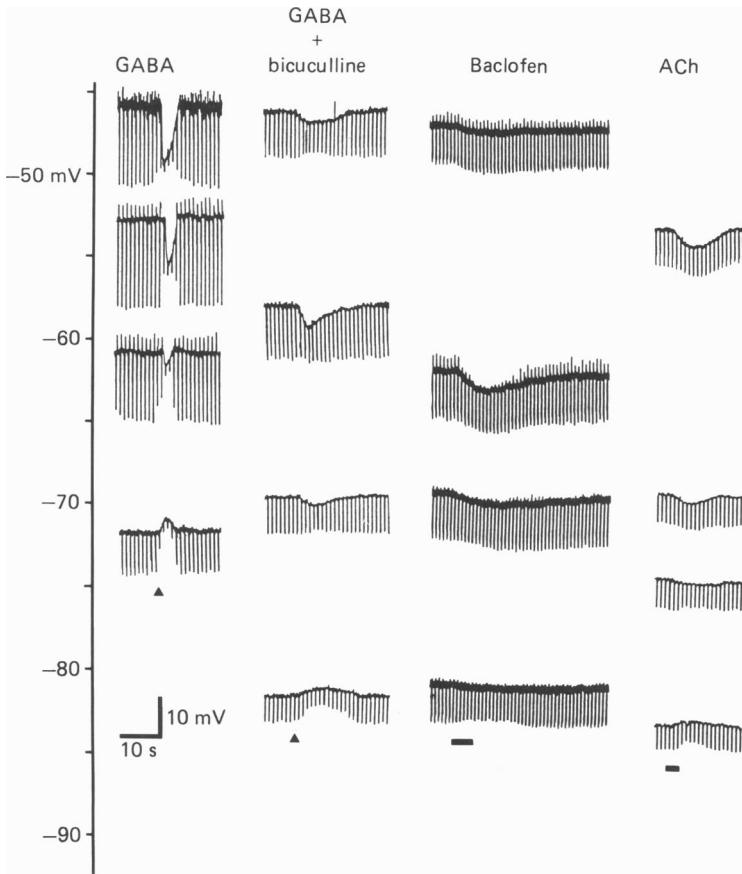 GABA
GABA
+
bicuculline
Baclofen
ACh
−50 mV
−60
−70
−80
−90
10 mV
10 s